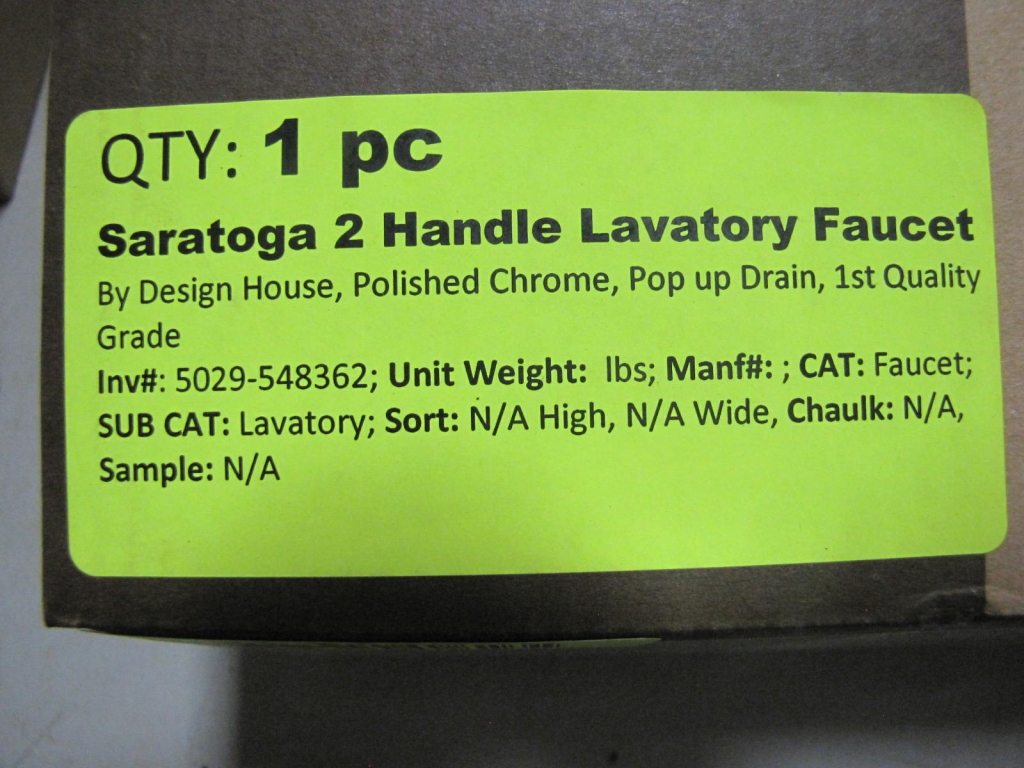 QTY: 1 pc
Saratoga 2 Handle Lavatory Faucet
By Design House, Polished Chrome, Pop up Drain, 1st Quality
Grade
Inv#: 5029-548362; Unit Weight:  lbs; Manf#: ; CAT: Faucet;
SUB CAT: Lavatory; Sort: N/A High, N/A Wide, Chaulk: N/A,
Sample: N/A